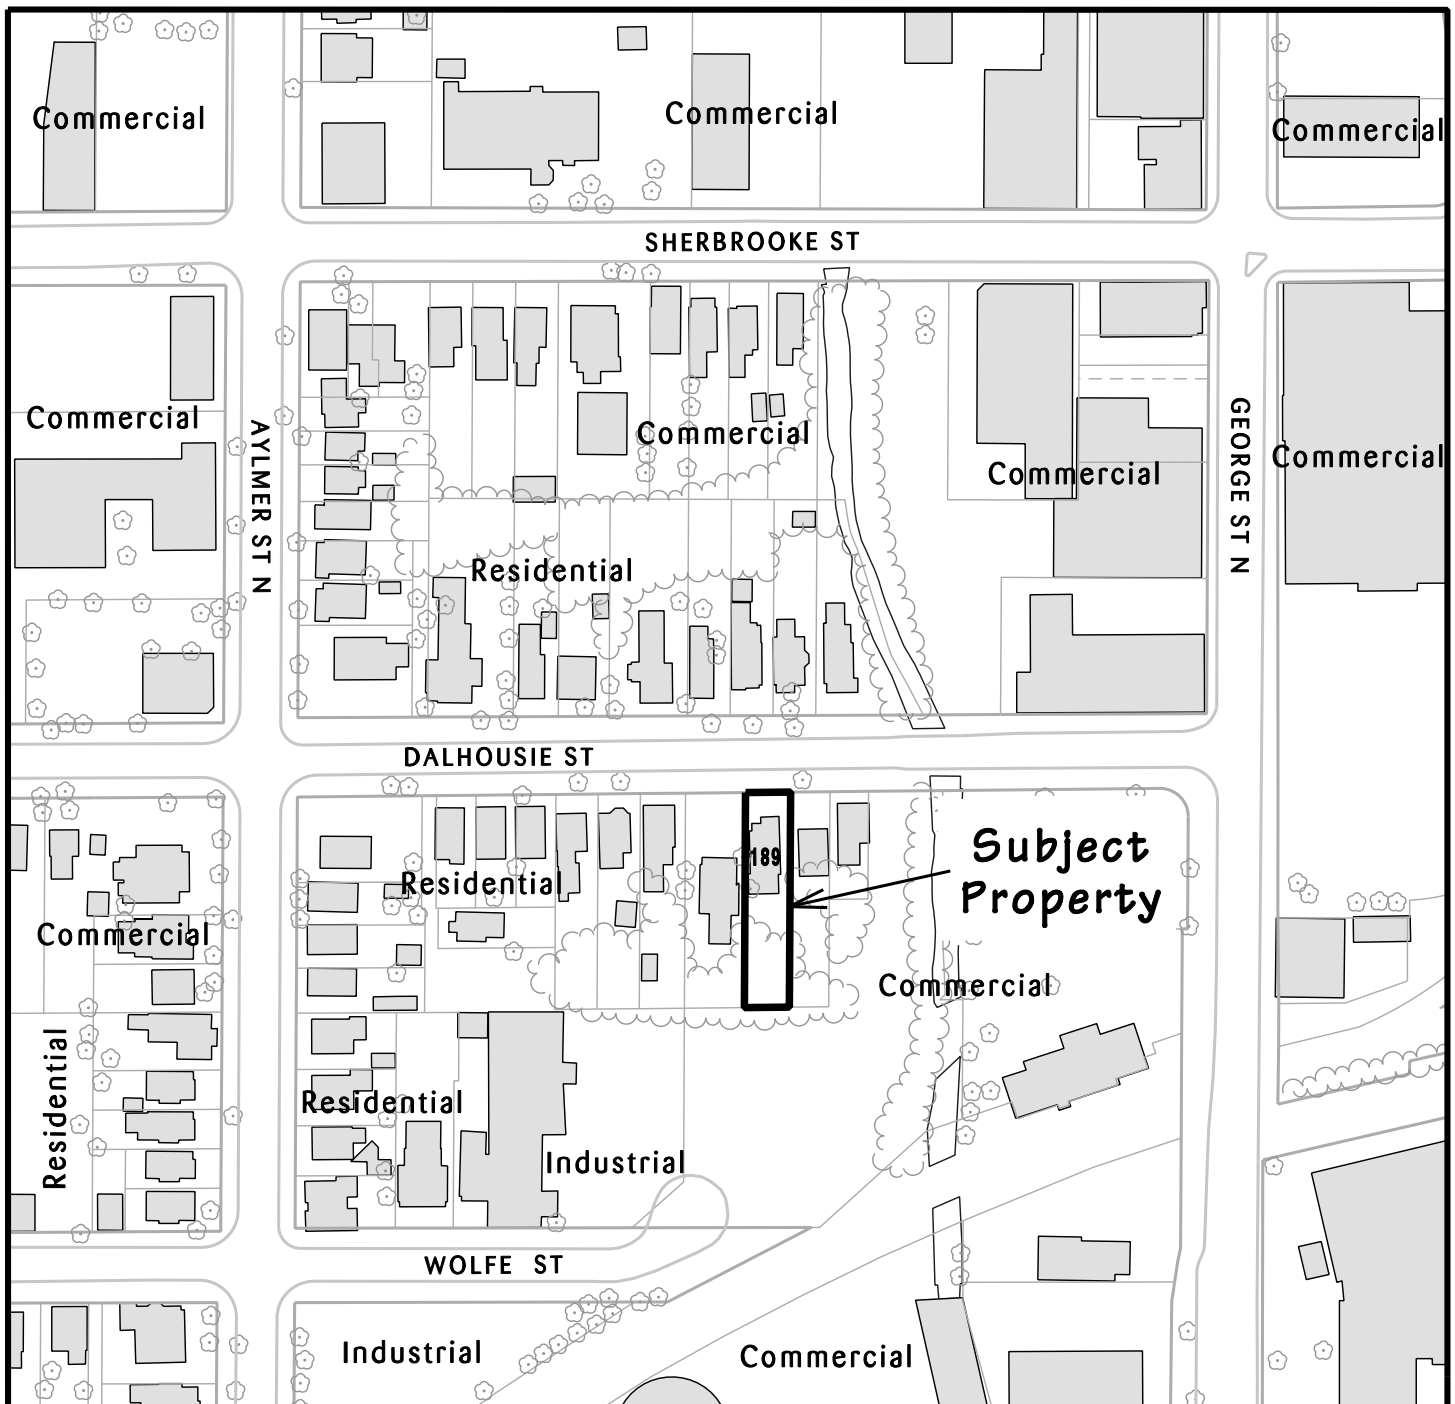 Commercial
Commercial
Commercial
SHERBROOKE ST
Commercial
Commercial
Commercial
Commercial
AYLMER ST N
GEORGE ST N
Residential
DALHOUSIE ST
Subject
Property
189
Residential
Commercial
Commercial
Residential
Residential
Industrial
WOLFE ST
Industrial
Commercial